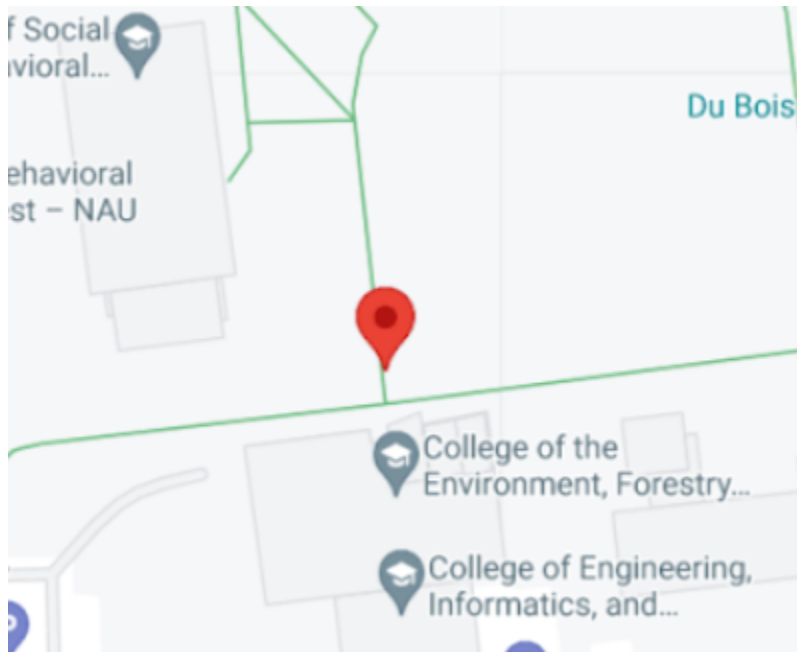 f Social
avioral...
ehavioral
st – NAU
Du Bois
College of the
Environment, Forestry...
College of Engineering,
Informatics, and...